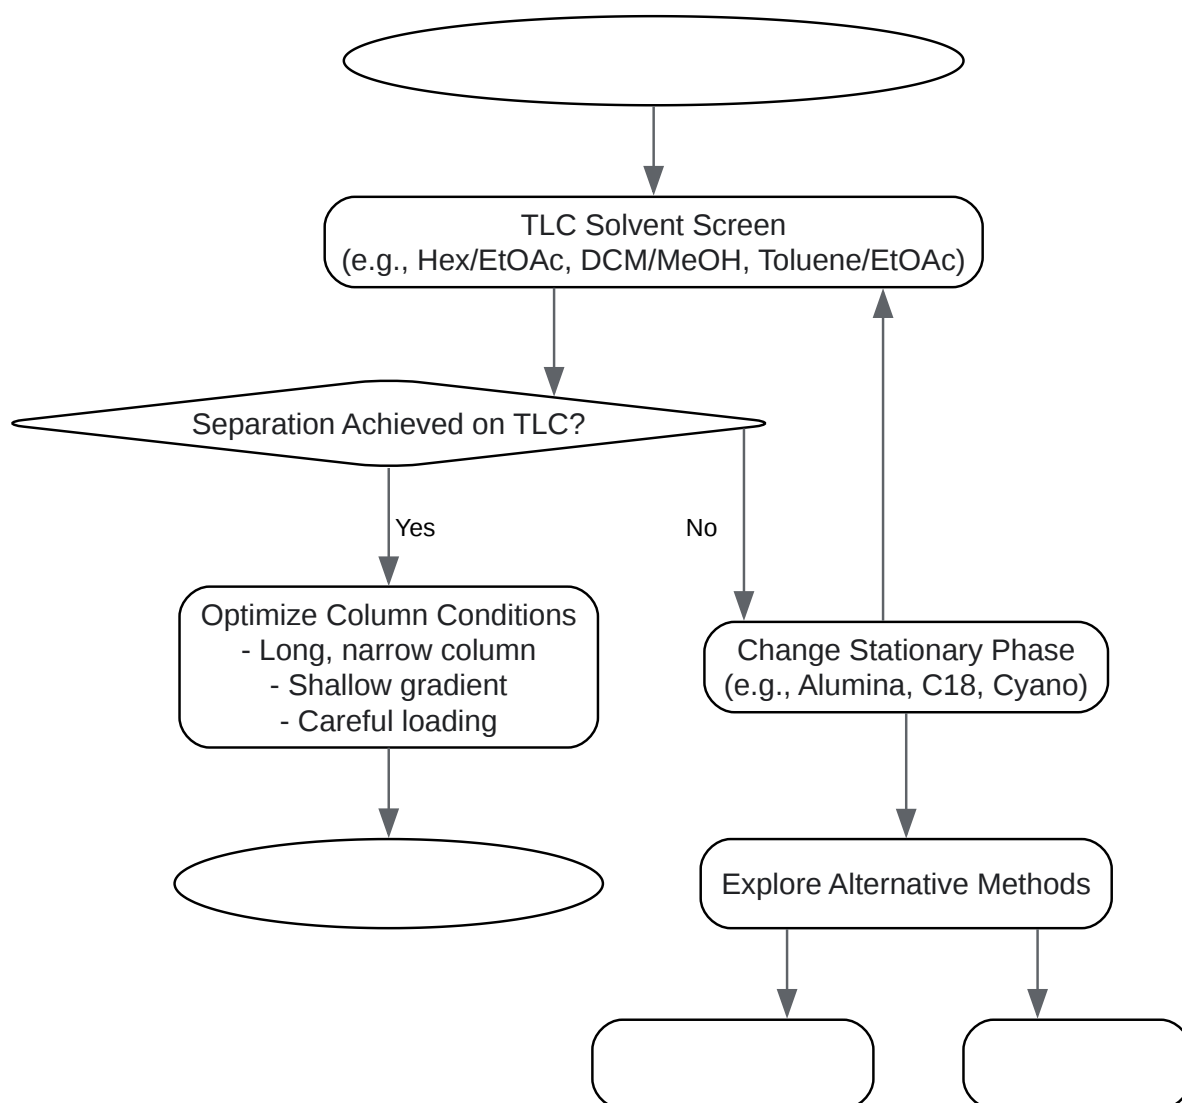 TLC Solvent Screen
(e.g., Hex/EtOAc, DCM/MeOH, Toluene/EtOAc)
Separation Achieved on TLC?
Yes
No
Optimize Column Conditions
- Long, narrow column
- Shallow gradient
- Careful loading
Change Stationary Phase
(e.g., Alumina, C18, Cyano)
Explore Alternative Methods